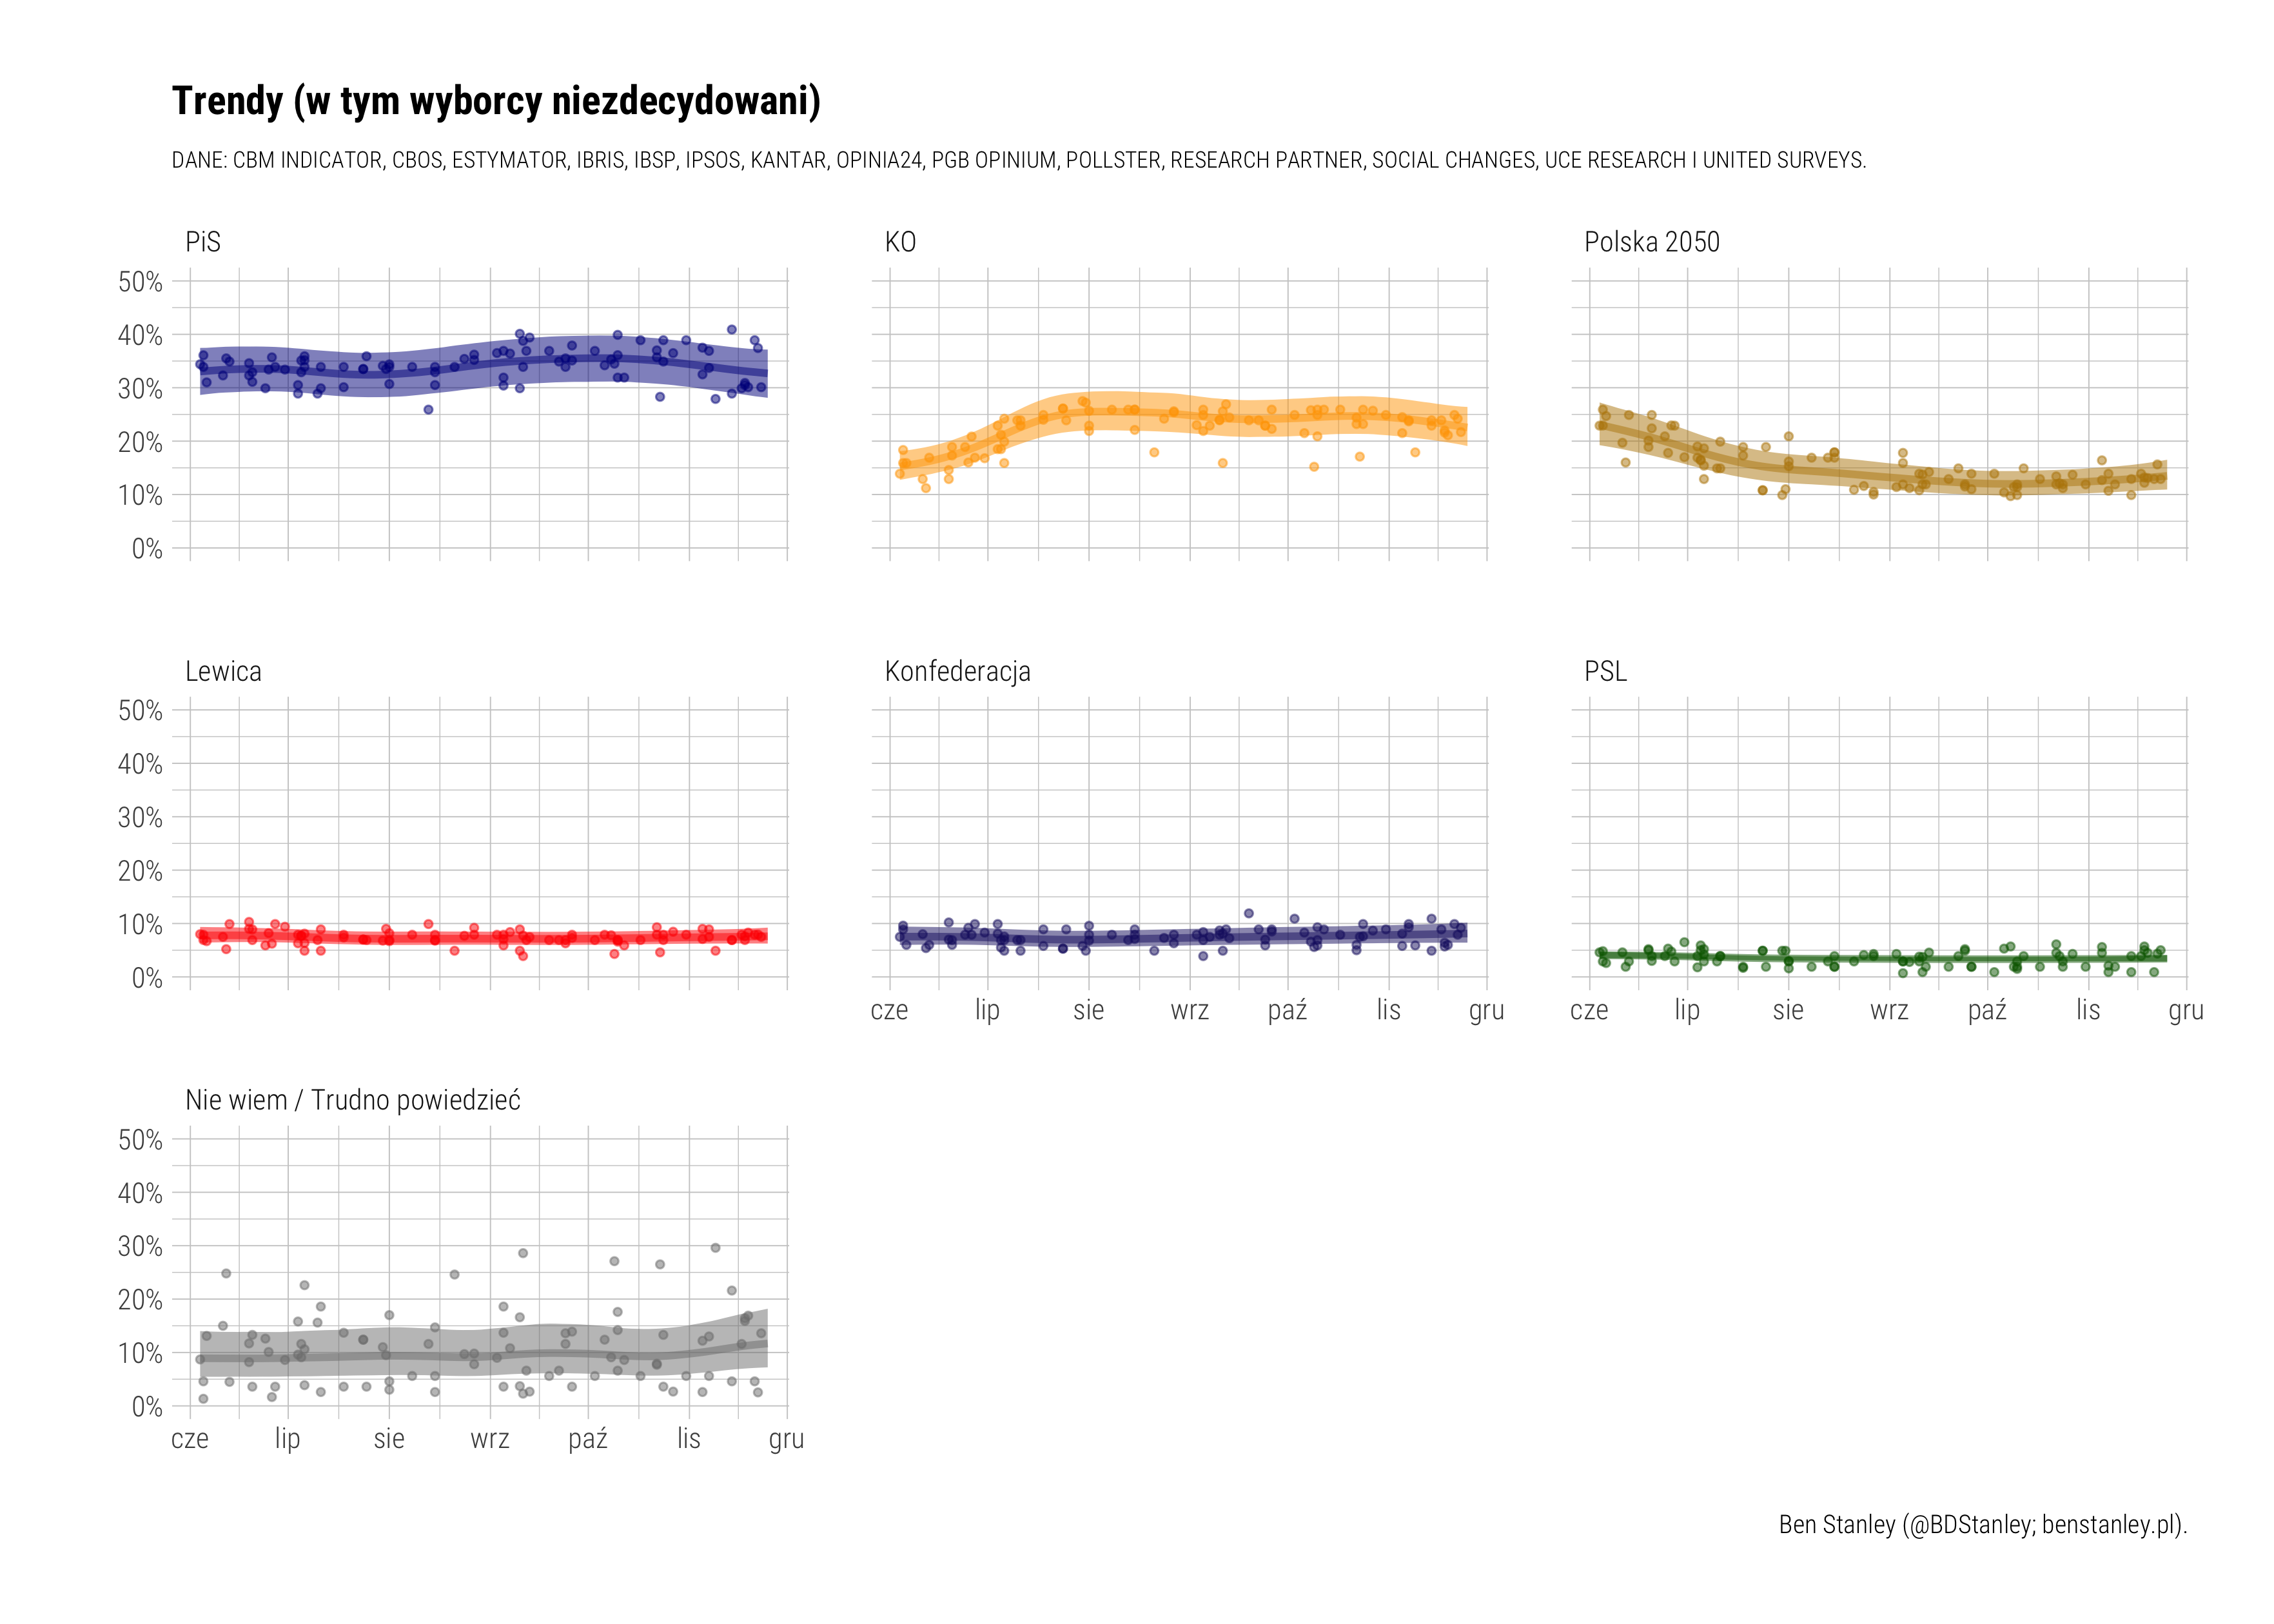 Trendy (w tym wyborcy niezdecydowani)
DANE: CBM INDICATOR, CBOS, ESTYMATOR, IBRIS, IBSP, IPSOS, KANTAR, OPINIA24, PGB OPINIUM, POLLSTER, RESEARCH PARTNER, SOCIAL CHANGES, UCE RESEARCH I UNITED SURVEYS.
PiS KO Polska 2050
50%
40%
30%
20%
10%
0%
Lewica Konfederacja PSL
50%
40%
30%
20%
10%
0%
cze lip sie wrz paź lis gru cze lip sie wrz paź lis gru
Nie wiem / Trudno powiedzieć
50%
40%
30%
20%
10%
0%
cze lip sie wrz paź lis gru
Ben Stanley (@BDStanley; benstanley.pl).